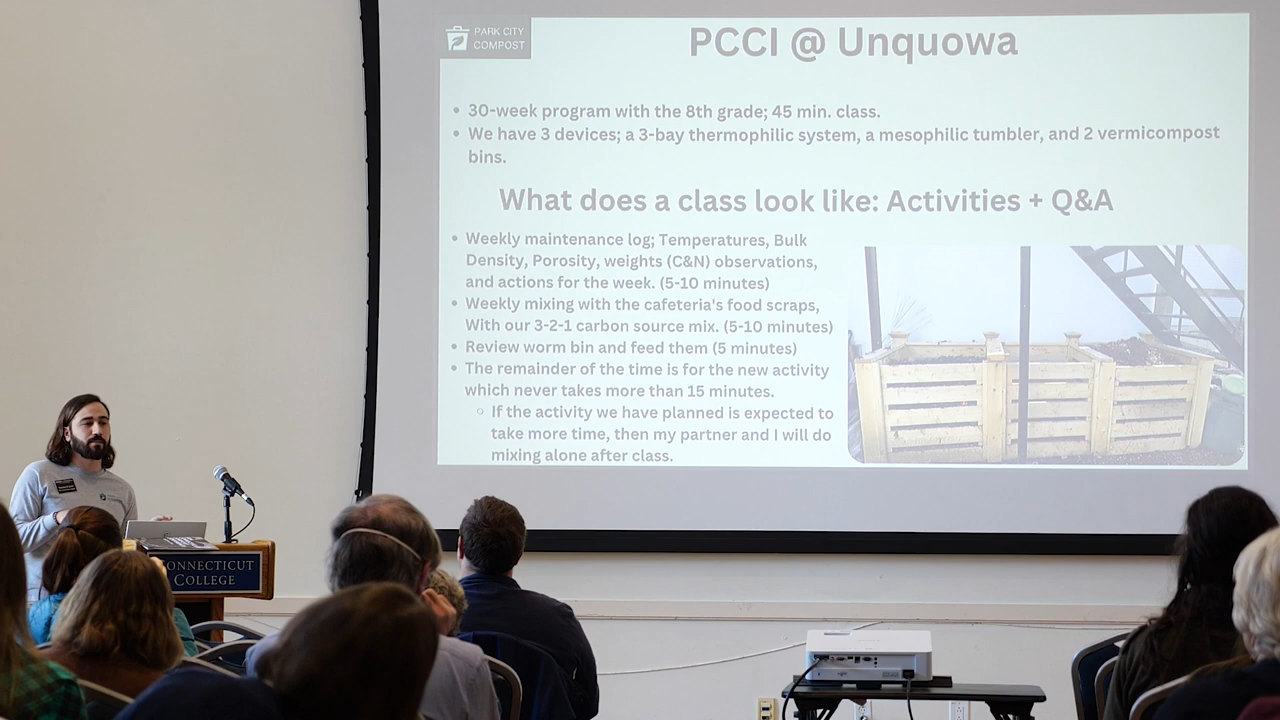 PARK CITY
COMPOST
PCCI @ Unquowa
• 30-week program with the 8th grade; 45 min. class.
• We have 3 devices; a 3-bay thermophilic system, a mesophilic tumbler, and 2 vermicompost
bins.
What does a class look like: Activities + Q&A
• Weekly maintenance log; Temperatures, Bulk
Density, Porosity, weights (C&N) observations,
and actions for the week. (5-10 minutes)
• Weekly mixing with the cafeteria's food scraps,
With our 3-2-1 carbon source mix. (5-10 minutes)
• Review worm bin and feed them (5 minutes)
• The remainder of the time is for the new activity
which never takes more than 15 minutes.
○ If the activity we have planned is expected to
take more time, then my partner and I will do
mixing alone after class.
CONNECTICUT
COLLEGE